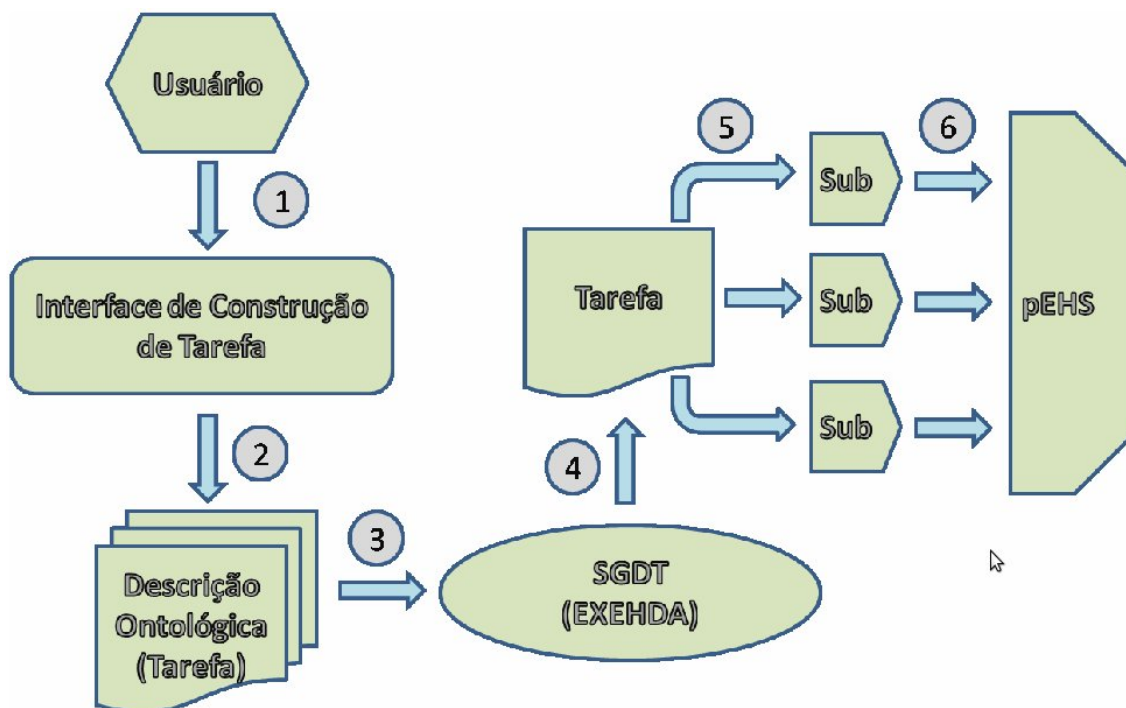 Usuário
1
Interface de Construção
de Tarefa
2
Descrição
Ontológica
(Tarefa)
3
SGDT
(EXEHDA)
4
Tarefa
5
Sub
Sub
Sub
6
pEHS